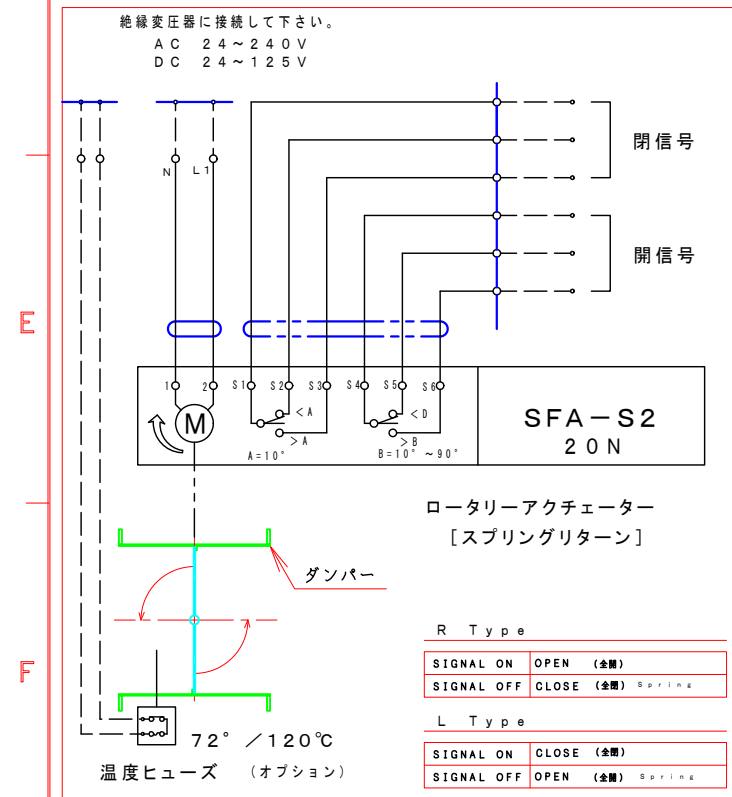 絶縁変圧器に接続して下さい。
AC 24~240V
DC 24~125V
N L1
閉信号
開信号
E
1 2 S1 S2 S3 S4 S5 S6
M
<A
>A
A=10°
<D
>B
B=10° ~90°
SFA-S2
20N
ロータリーアクチェーター
[スプリングリターン]
ダンパー
F
R Type
SIGNAL ON OPEN (全開)
SIGNAL OFF CLOSE (全閉) Spring
L Type
SIGNAL ON CLOSE (全閉)
SIGNAL OFF OPEN (全開) Spring
72° /120℃
温度ヒューズ (オプション)